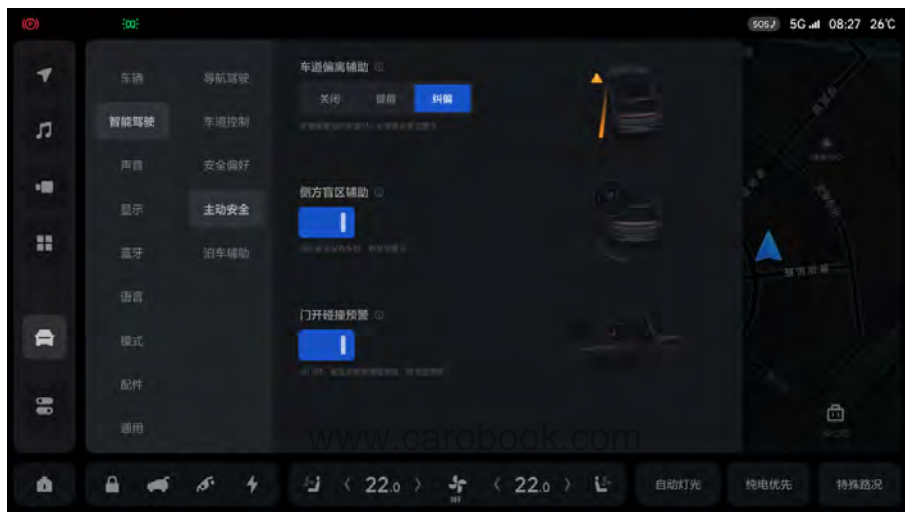 SOS 5G 08:27 26℃
车辆
智能驾驶
声音
显示
蓝牙
语言
模式
配件
通用
导航驾驶
车道控制
安全偏好
主动安全
泊车辅助
车道偏离辅助
关闭
提醒
纠偏
侧方盲区辅助
门开碰撞预警
www.carobook.com
22.0
OFF
22.0
自动灯光
纯电优先
特殊路况